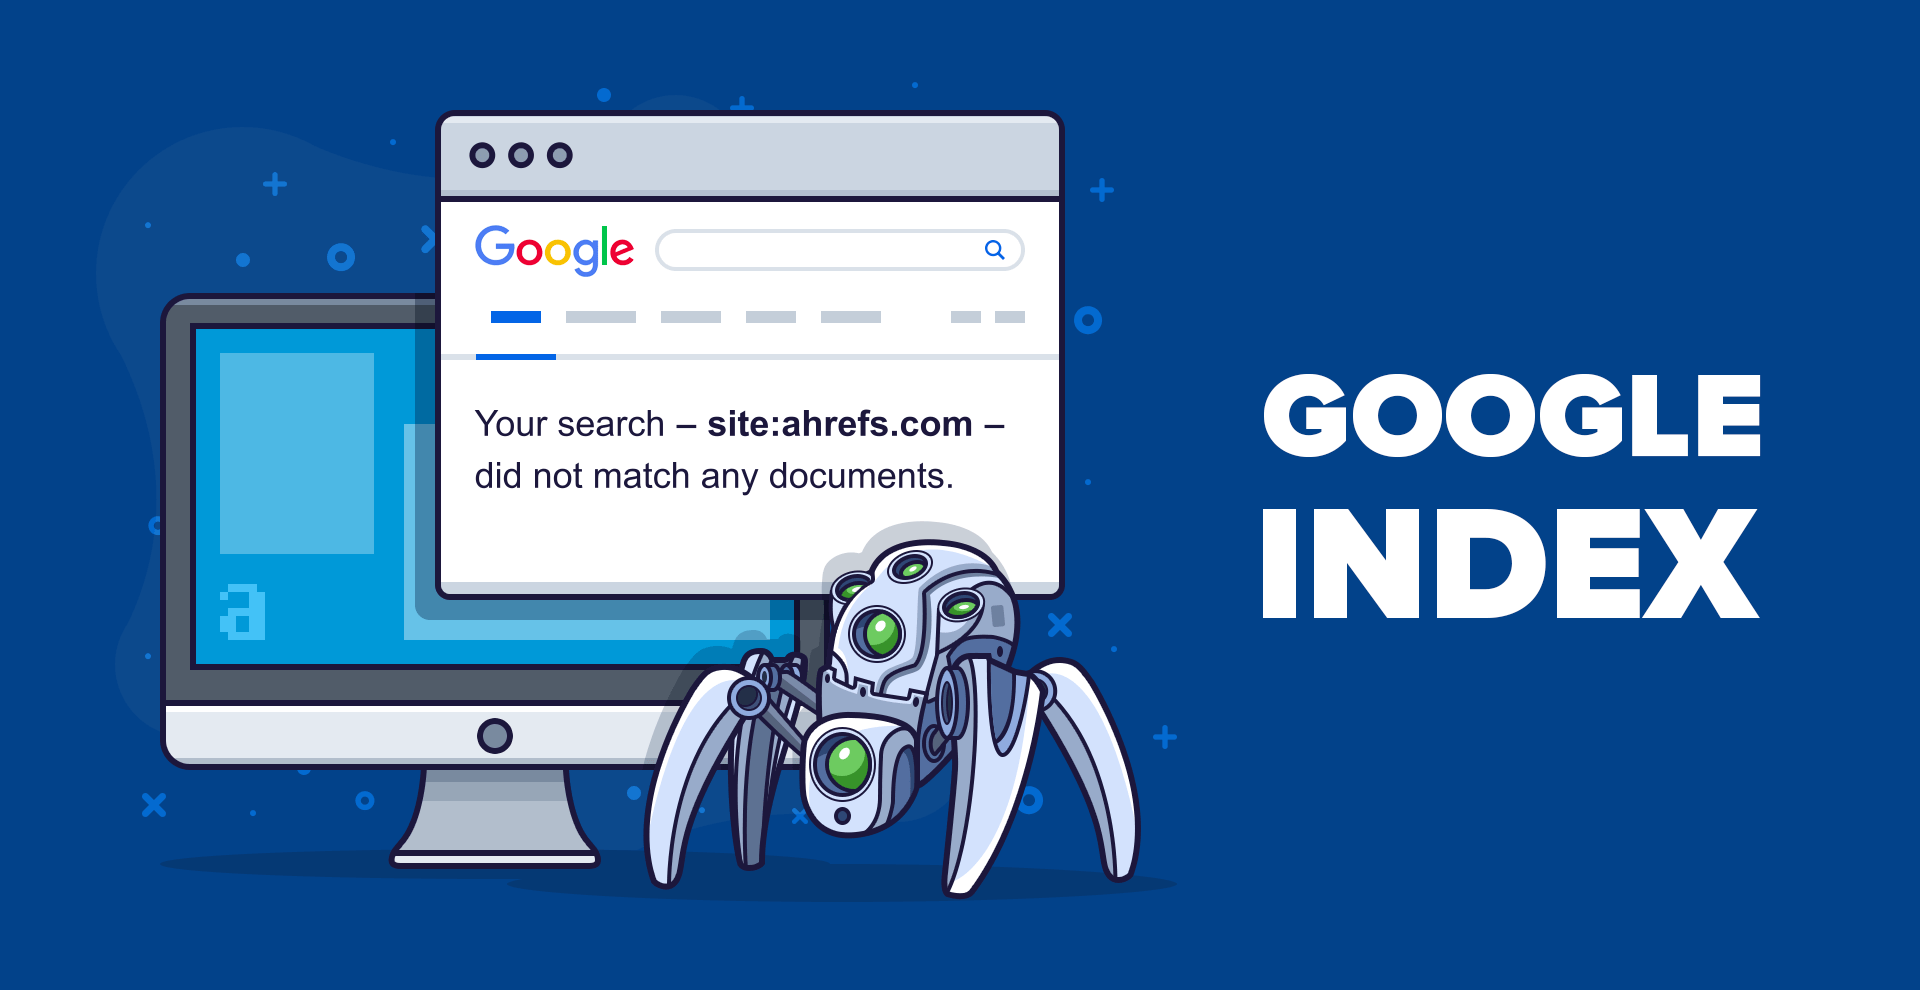 Google
Your search – site:ahrefs.com –
did not match any documents.
a
GOOGLE
INDEX